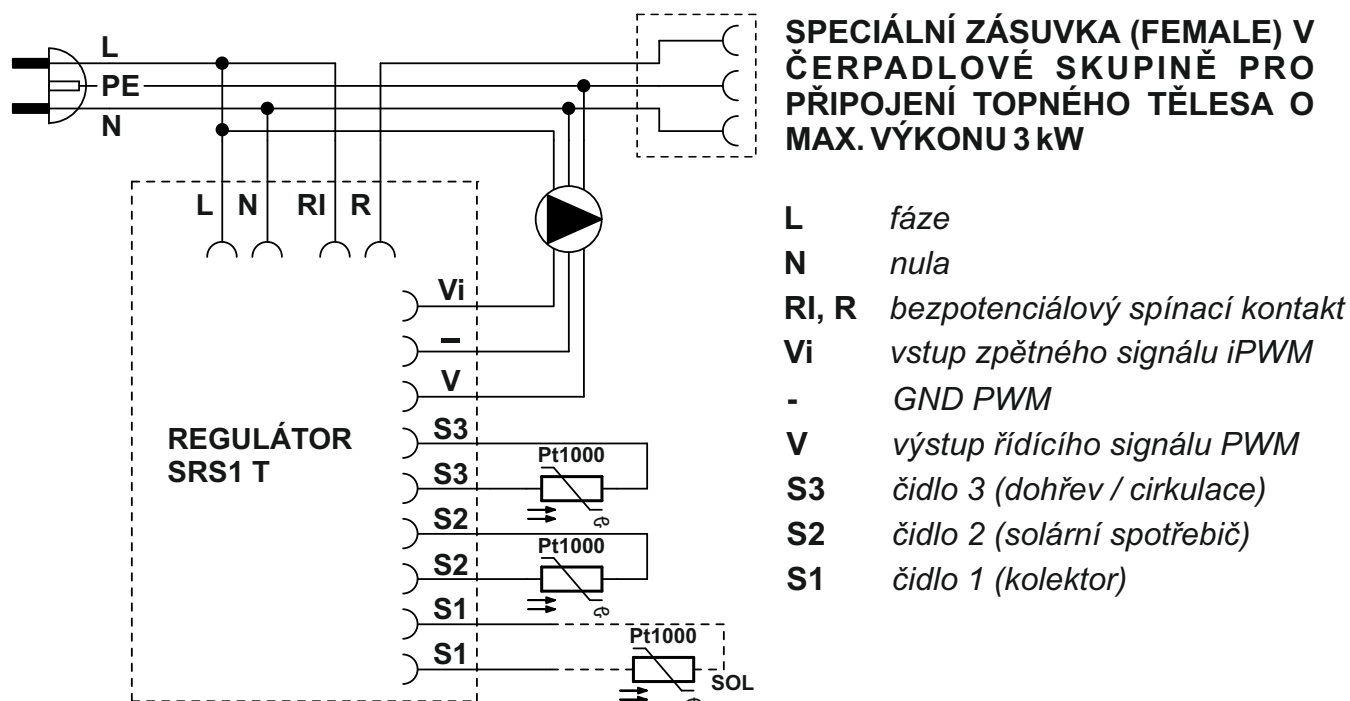 L
PE
N
SPECIÁLNÍ ZÁSUVKA (FEMALE) V
ČERPADLOVÉ SKUPINĚ PRO
PŘIPOJENÍ TOPNÉHO TĚLESA O
MAX. VÝKONU 3 kW
L N RI R
Vi
-
V
S3
S3
S2
S2
S1
S1
REGULÁTOR
SRS1 T
Pt1000
ϑ
Pt1000
ϑ
Pt1000
SOL
ϑ
L fáze
N nula
RI, R bezpotenciálový spínací kontakt
Vi vstup zpětného signálu iPWM
- GND PWM
V výstup řídícího signálu PWM
S3 čidlo 3 (dohřev / cirkulace)
S2 čidlo 2 (solární spotřebič)
S1 čidlo 1 (kolektor)